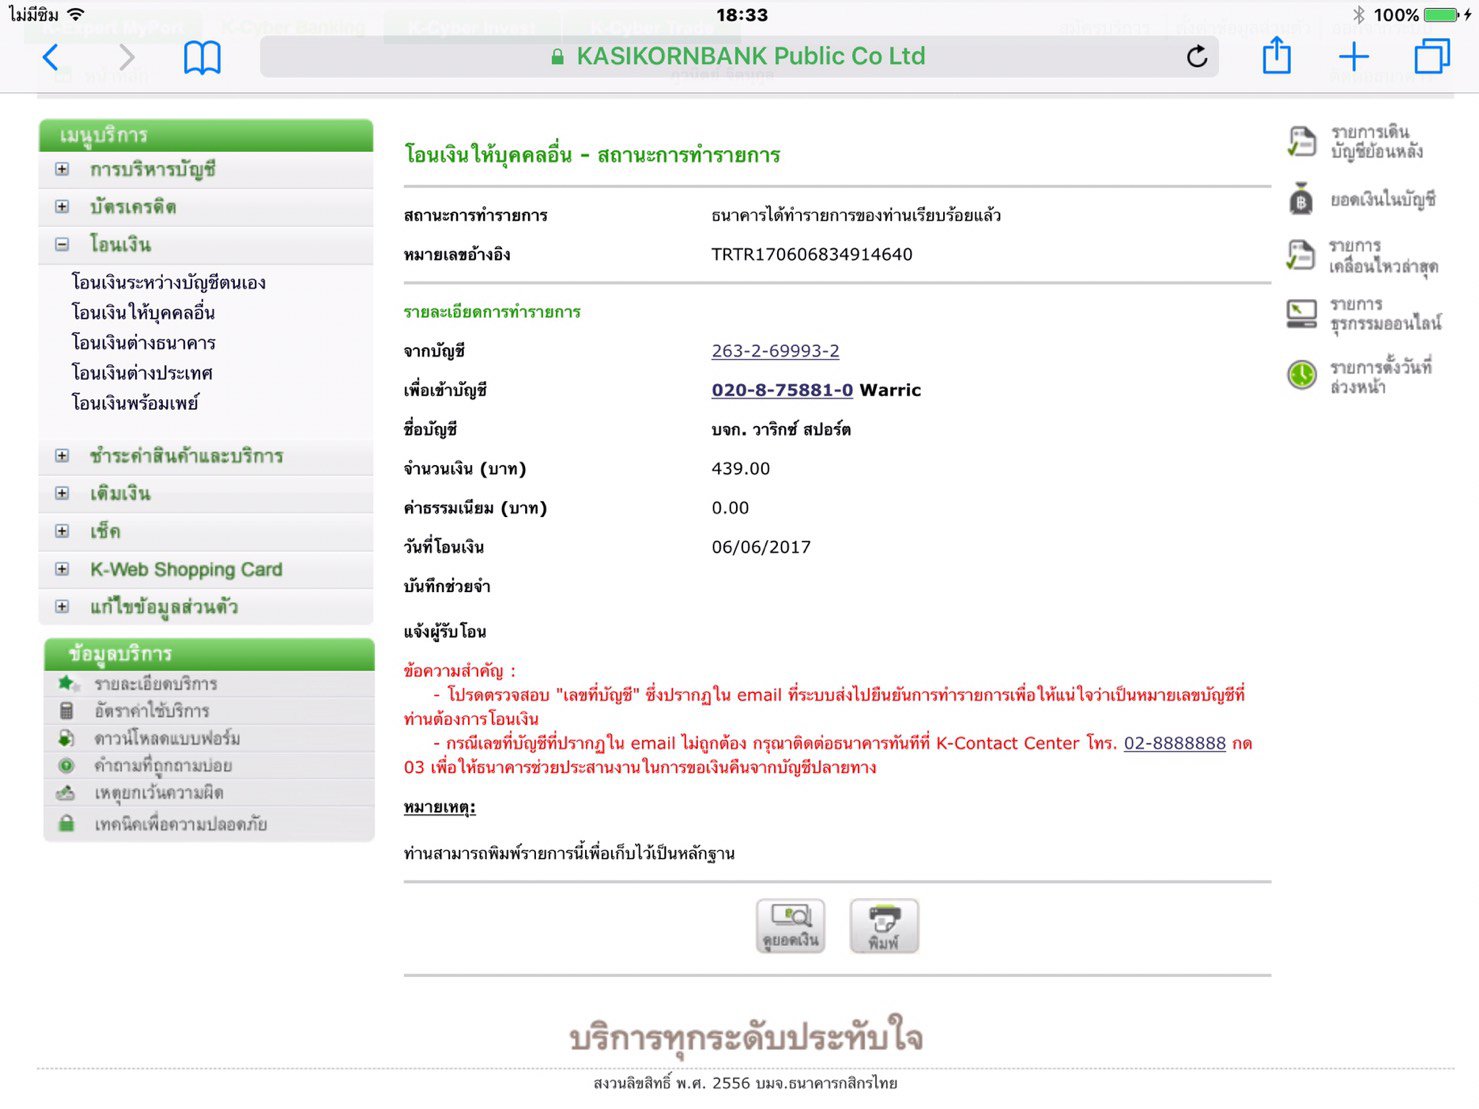 ไม่มีซิม
18:33
100%
KASIKORNBANK Public Co Ltd
เมนูบริการ
การบริหารบัญชี
บัตรเครดิต
โอนเงิน
โอนเงินระหว่างบัญชีตนเอง
โอนเงินให้บุคคลอื่น
โอนเงินต่างธนาคาร
โอนเงินต่างประเทศ
โอนเงินพร้อมเพย์
ชำระค่าสินค้าและบริการ
เติมเงิน
เช็ค
K-Web Shopping Card
แก้ไขข้อมูลส่วนตัว
ข้อมูลบริการ
รายละเอียดบริการ
อัตราค่าใช้บริการ
ดาวน์โหลดแบบฟอร์ม
คำถามที่ถูกถามบ่อย
เหตุยกเว้นความผิด
เทคนิคเพื่อความปลอดภัย
โอนเงินให้บุคคลอื่น - สถานะการทำรายการ
สถานะการทำรายการ ธนาคารได้ทำรายการของท่านเรียบร้อยแล้ว
หมายเลขอ้างอิง TRTR170606834914640
รายละเอียดการทำรายการ
จากบัญชี 263-2-69993-2
เพื่อเข้าบัญชี 020-8-75881-0 Warric
ชื่อบัญชี บจก. วาริกซ์ สปอร์ต
จำนวนเงิน (บาท) 439.00
ค่าธรรมเนียม (บาท) 0.00
วันที่โอนเงิน 06/06/2017
บันทึกช่วยจำ
แจ้งผู้รับโอน
ข้อความสำคัญ :
- โปรดตรวจสอบ "เลขที่บัญชี" ซึ่งปรากฏใน email ที่ระบบส่งไปยืนยันการทำรายการเพื่อให้แน่ใจว่าเป็นหมายเลขบัญชีที่
ท่านต้องการโอนเงิน
- กรณีเลขที่บัญชีที่ปรากฏใน email ไม่ถูกต้อง กรุณาติดต่อธนาคารทันทีที่ K-Contact Center โทร. 02-8888888 กด
03 เพื่อให้ธนาคารช่วยประสานงานในการขอเงินคืนจากบัญชีปลายทาง
หมายเหตุ:
ท่านสามารถพิมพ์รายการนี้เพื่อเก็บไว้เป็นหลักฐาน
ดูยอดเงิน
พิมพ์
รายการเดิน
บัญชีย้อนหลัง
ยอดเงินในบัญชี
รายการ
เคลื่อนไหวล่าสุด
รายการ
ธุรกรรมออนไลน์
รายการตั้งวันที่
ล่วงหน้า
บริการทุกระดับประทับใจ
สงวนลิขสิทธิ์ พ.ศ. 2556 บมจ.ธนาคารกสิกรไทย